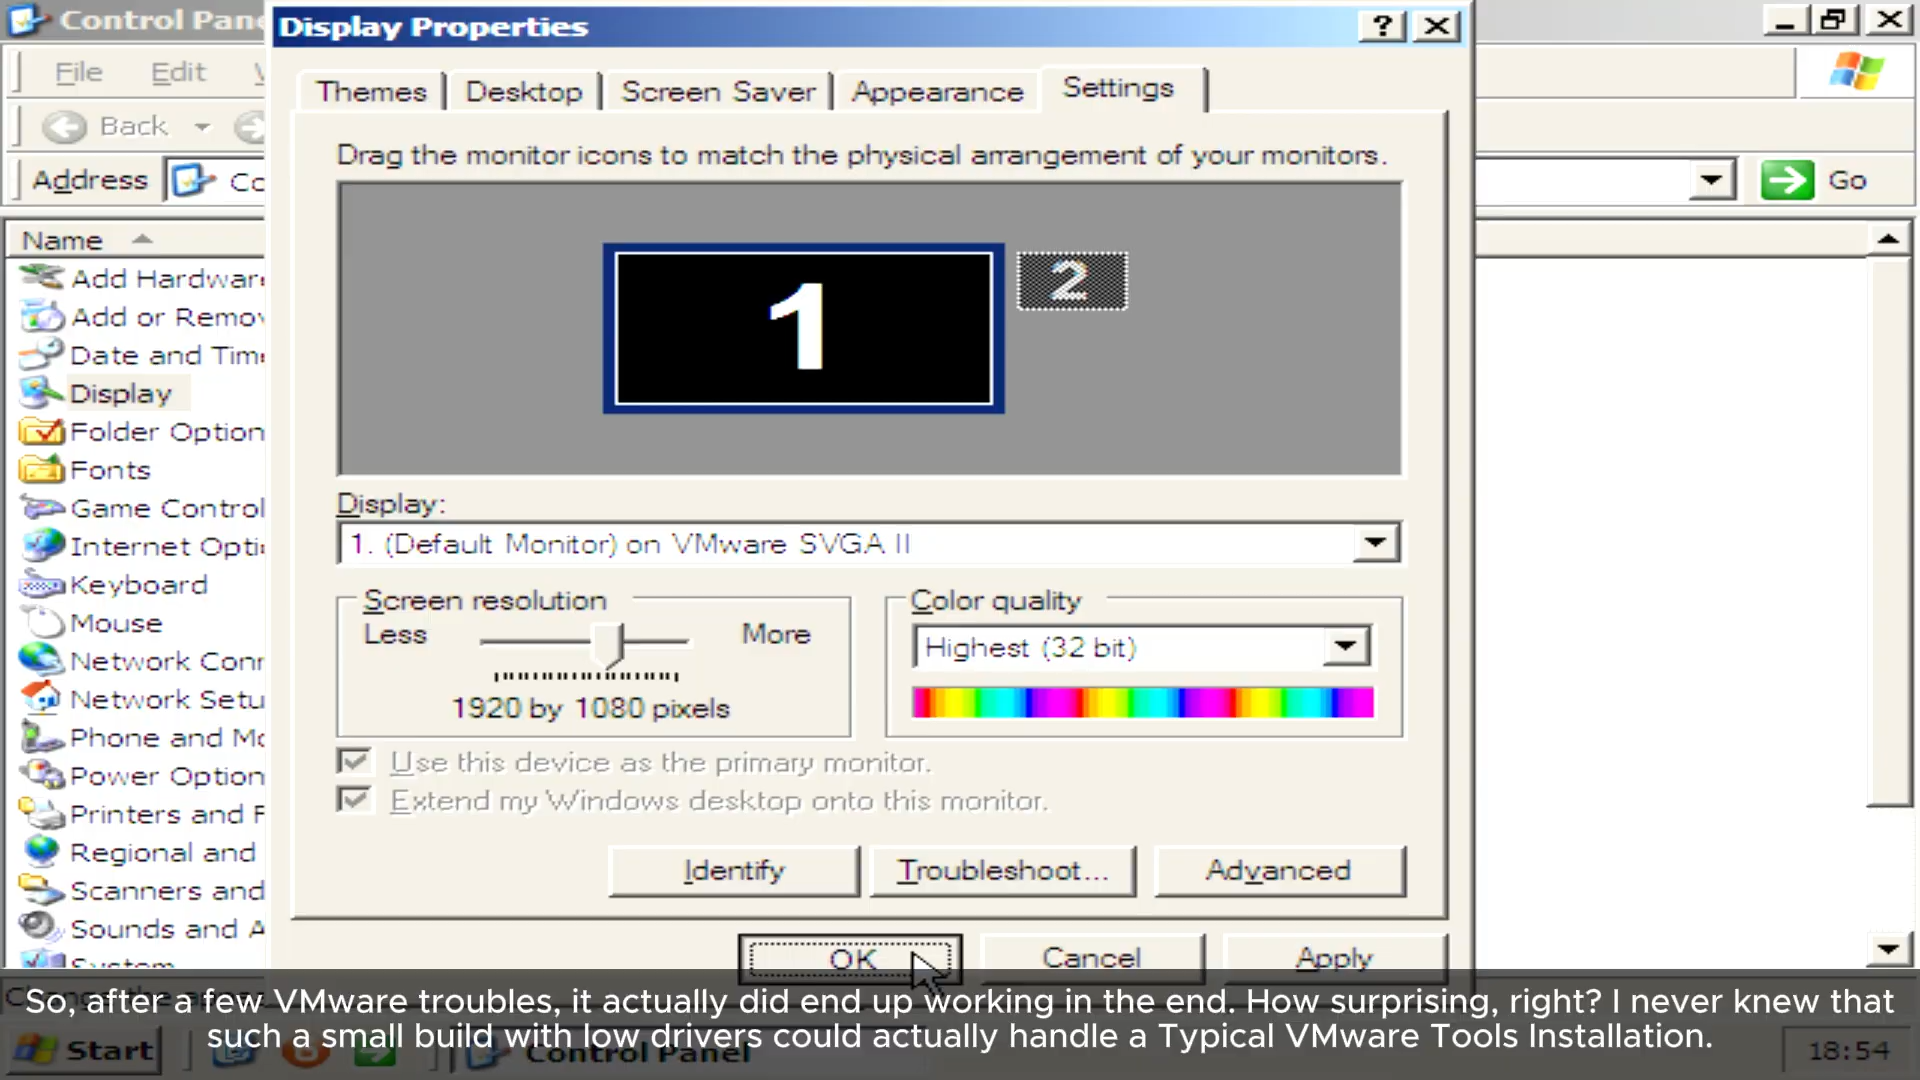 Control Pane
Display Properties
File Edit
Themes Desktop Screen Saver Appearance Settings
Back
Drag the monitor icons to match the physical arrangement of your monitors.
Address Co
Go
Name
1
2
Add Hardware
Add or Remov
Date and Time
Display
Folder Option
Fonts
Game Control
Internet Opti
Keyboard
Mouse
Network Conn
Network Setu
Phone and Mo
Power Option
Printers and F
Regional and
Scanners and
Sounds and A
System
Display:
1. (Default Monitor) on VMware SVGA II
Screen resolution
Less More
1920 by 1080 pixels
Color quality
Highest (32 bit)
Use this device as the primary monitor.
Extend my Windows desktop onto this monitor.
Identify Troubleshoot... Advanced
OK Cancel Apply
So, after a few VMware troubles, it actually did end up working in the end. How surprising, right? I never knew that
such a small build with low drivers could actually handle a Typical VMware Tools Installation.
Start Control Panel 18:54